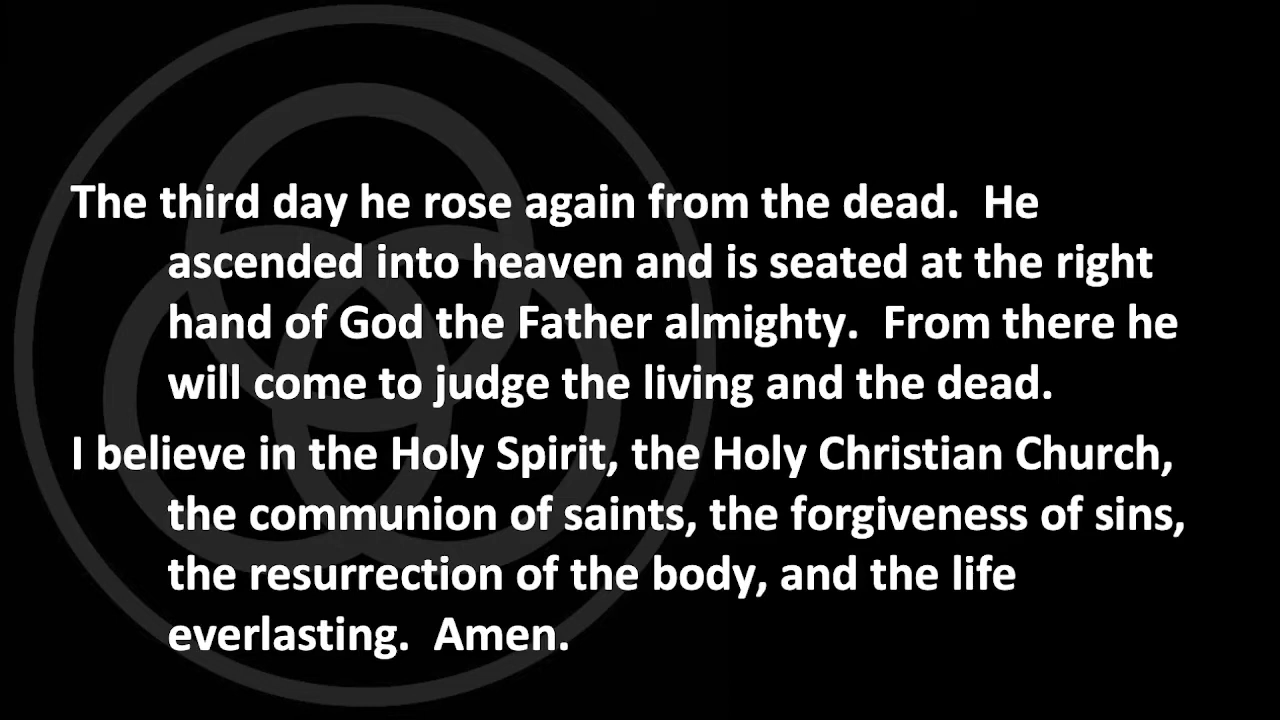 The third day he rose again from the dead.  He
ascended into heaven and is seated at the right
hand of God the Father almighty.  From there he
will come to judge the living and the dead.
I believe in the Holy Spirit, the Holy Christian Church,
the communion of saints, the forgiveness of sins,
the resurrection of the body, and the life
everlasting.  Amen.